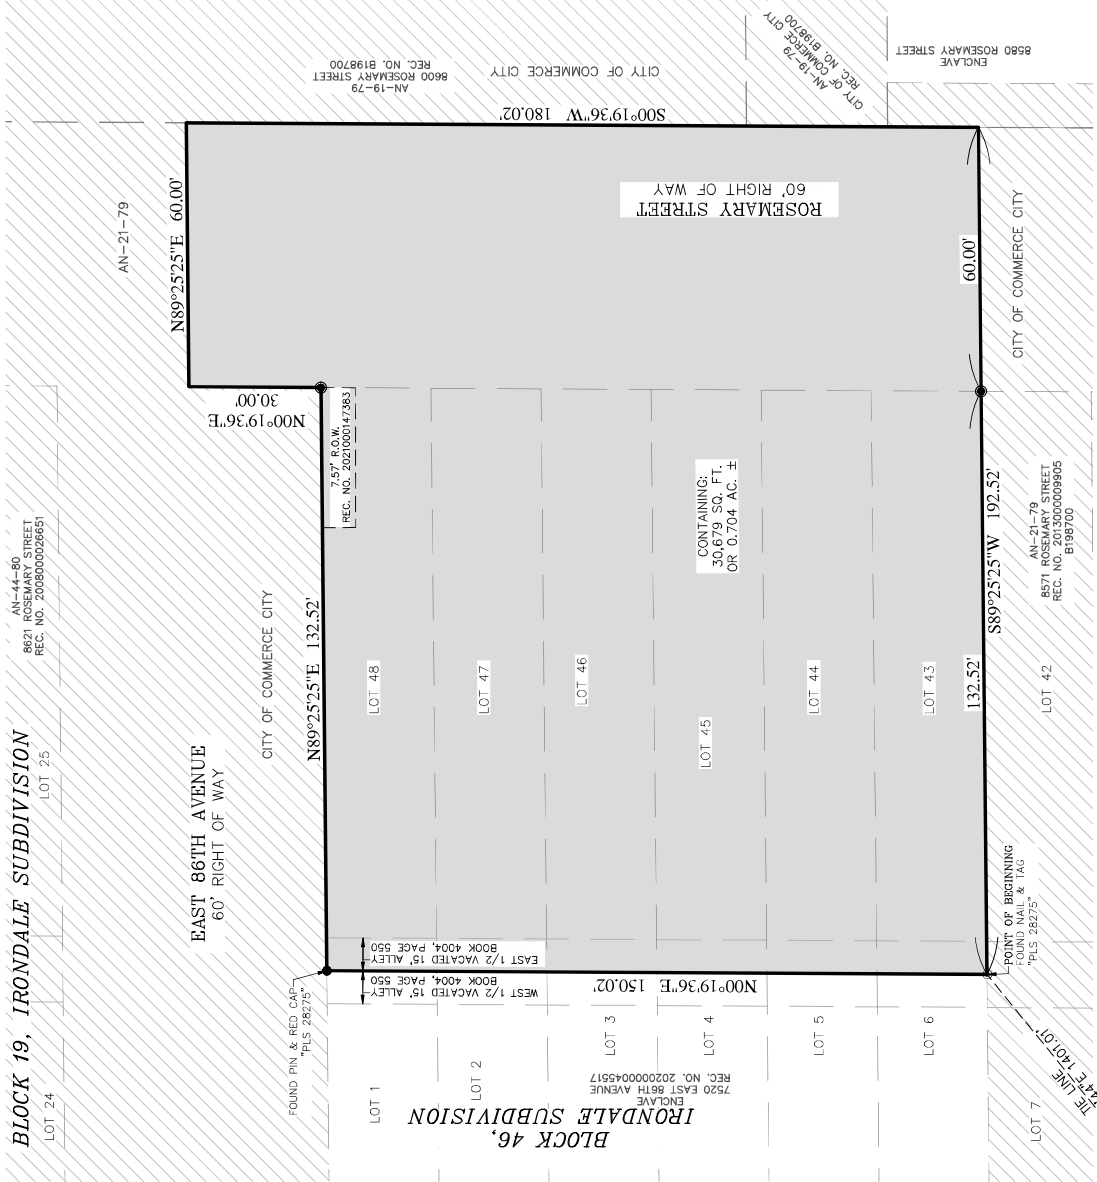 AN-19-79
8600 ROSEMARY STREET
REC. NO. B198700
CITY OF COMMERCE CITY
AN-19-79
CITY OF COMMERCE CITY
REC. NO. B198700
ENCLAVE
8580 ROSEMARY STREET
S00°19'36"W 180.02'
AN-21-79
N89°25'25"E 60.00'
ROSEMARY STREET
60' RIGHT OF WAY
60.00'
CITY OF COMMERCE CITY
N00°19'36"E
30.00'
7.57' R.O.W.
REC. NO. 2021000147383
CONTAINING:
30,679 SQ. FT.
OR 0.704 AC. ±
S89°25'25"W 192.52'
AN-21-79
8571 ROSEMARY STREET
REC. NO. 2013000009905
B198700
AN-44-80
8621 ROSEMARY STREET
REC. NO. 2008000026651
CITY OF COMMERCE CITY
N89°25'25"E 132.52'
LOT 48
LOT 47
LOT 46
LOT 45
LOT 44
LOT 43
132.52'
LOT 42
BLOCK 19, IRONDALE SUBDIVISION
LOT 25
LOT 24
EAST 86TH AVENUE
60' RIGHT OF WAY
EAST 1/2 VACATED 15' ALLEY
BOOK 4004, PAGE 550
WEST 1/2 VACATED 15' ALLEY
BOOK 4004, PAGE 550
N00°19'36"E 150.02'
POINT OF BEGINNING
FOUND NAIL & TAG
"PLS 28275"
FOUND PIN & RED CAP
"PLS 28275"
LOT 1
LOT 2
LOT 3
LOT 4
LOT 5
LOT 6
LOT 7
ENCLAVE
7520 EAST 86TH AVENUE
REC. NO. 2020000045517
BLOCK 46,
IRONDALE SUBDIVISION
TIE LINE
44"E 1401.01'